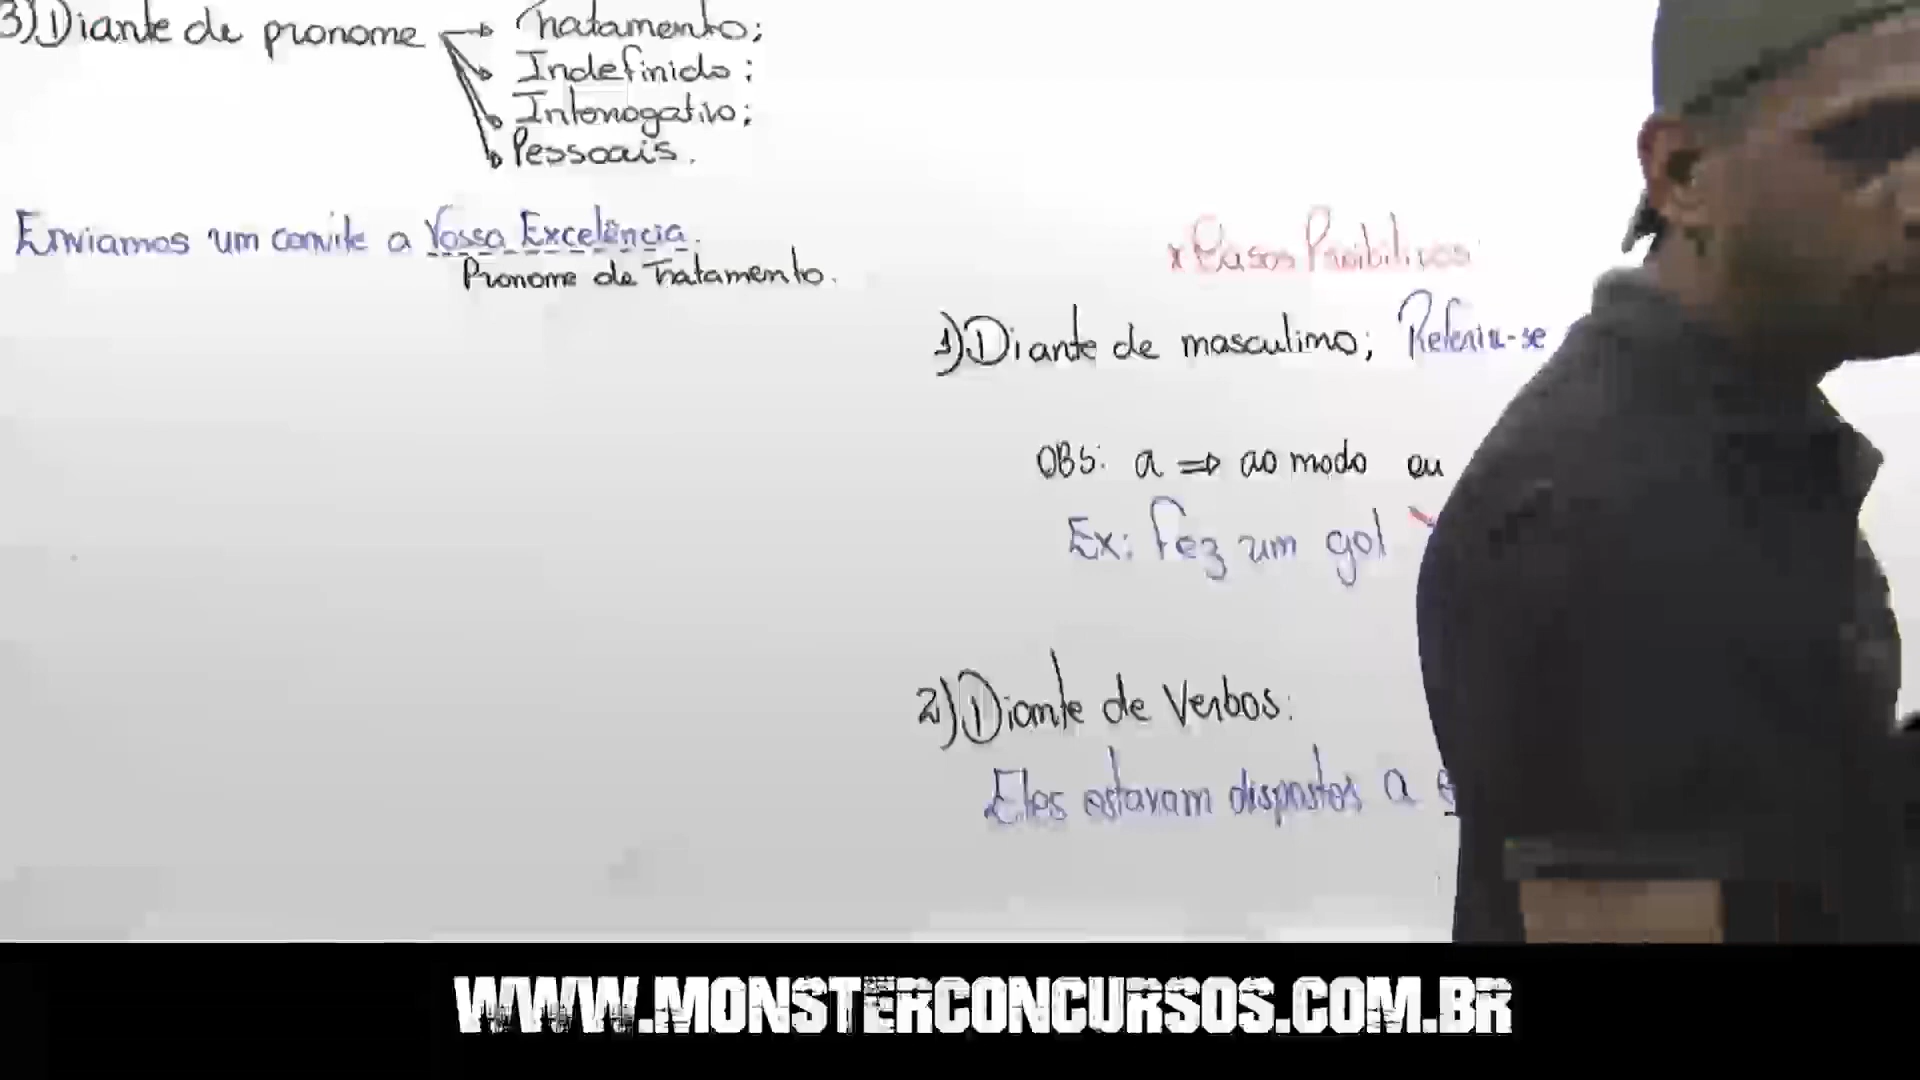 3) Diante de pronome
Tratamento;
Indefinido;
Interrogativo;
Pessoais.
Enviamos um convite a Vossa Excelência.
Pronome de Tratamento.
x Casos Proibitivos:
1) Diante de masculino; Referiu-se
OBS: a ⇒ ao modo ou
Ex: Fez um gol
2) Diante de Verbos:
Eles estavam dispostos a
WWW.MONSTERCONCURSOS.COM.BR